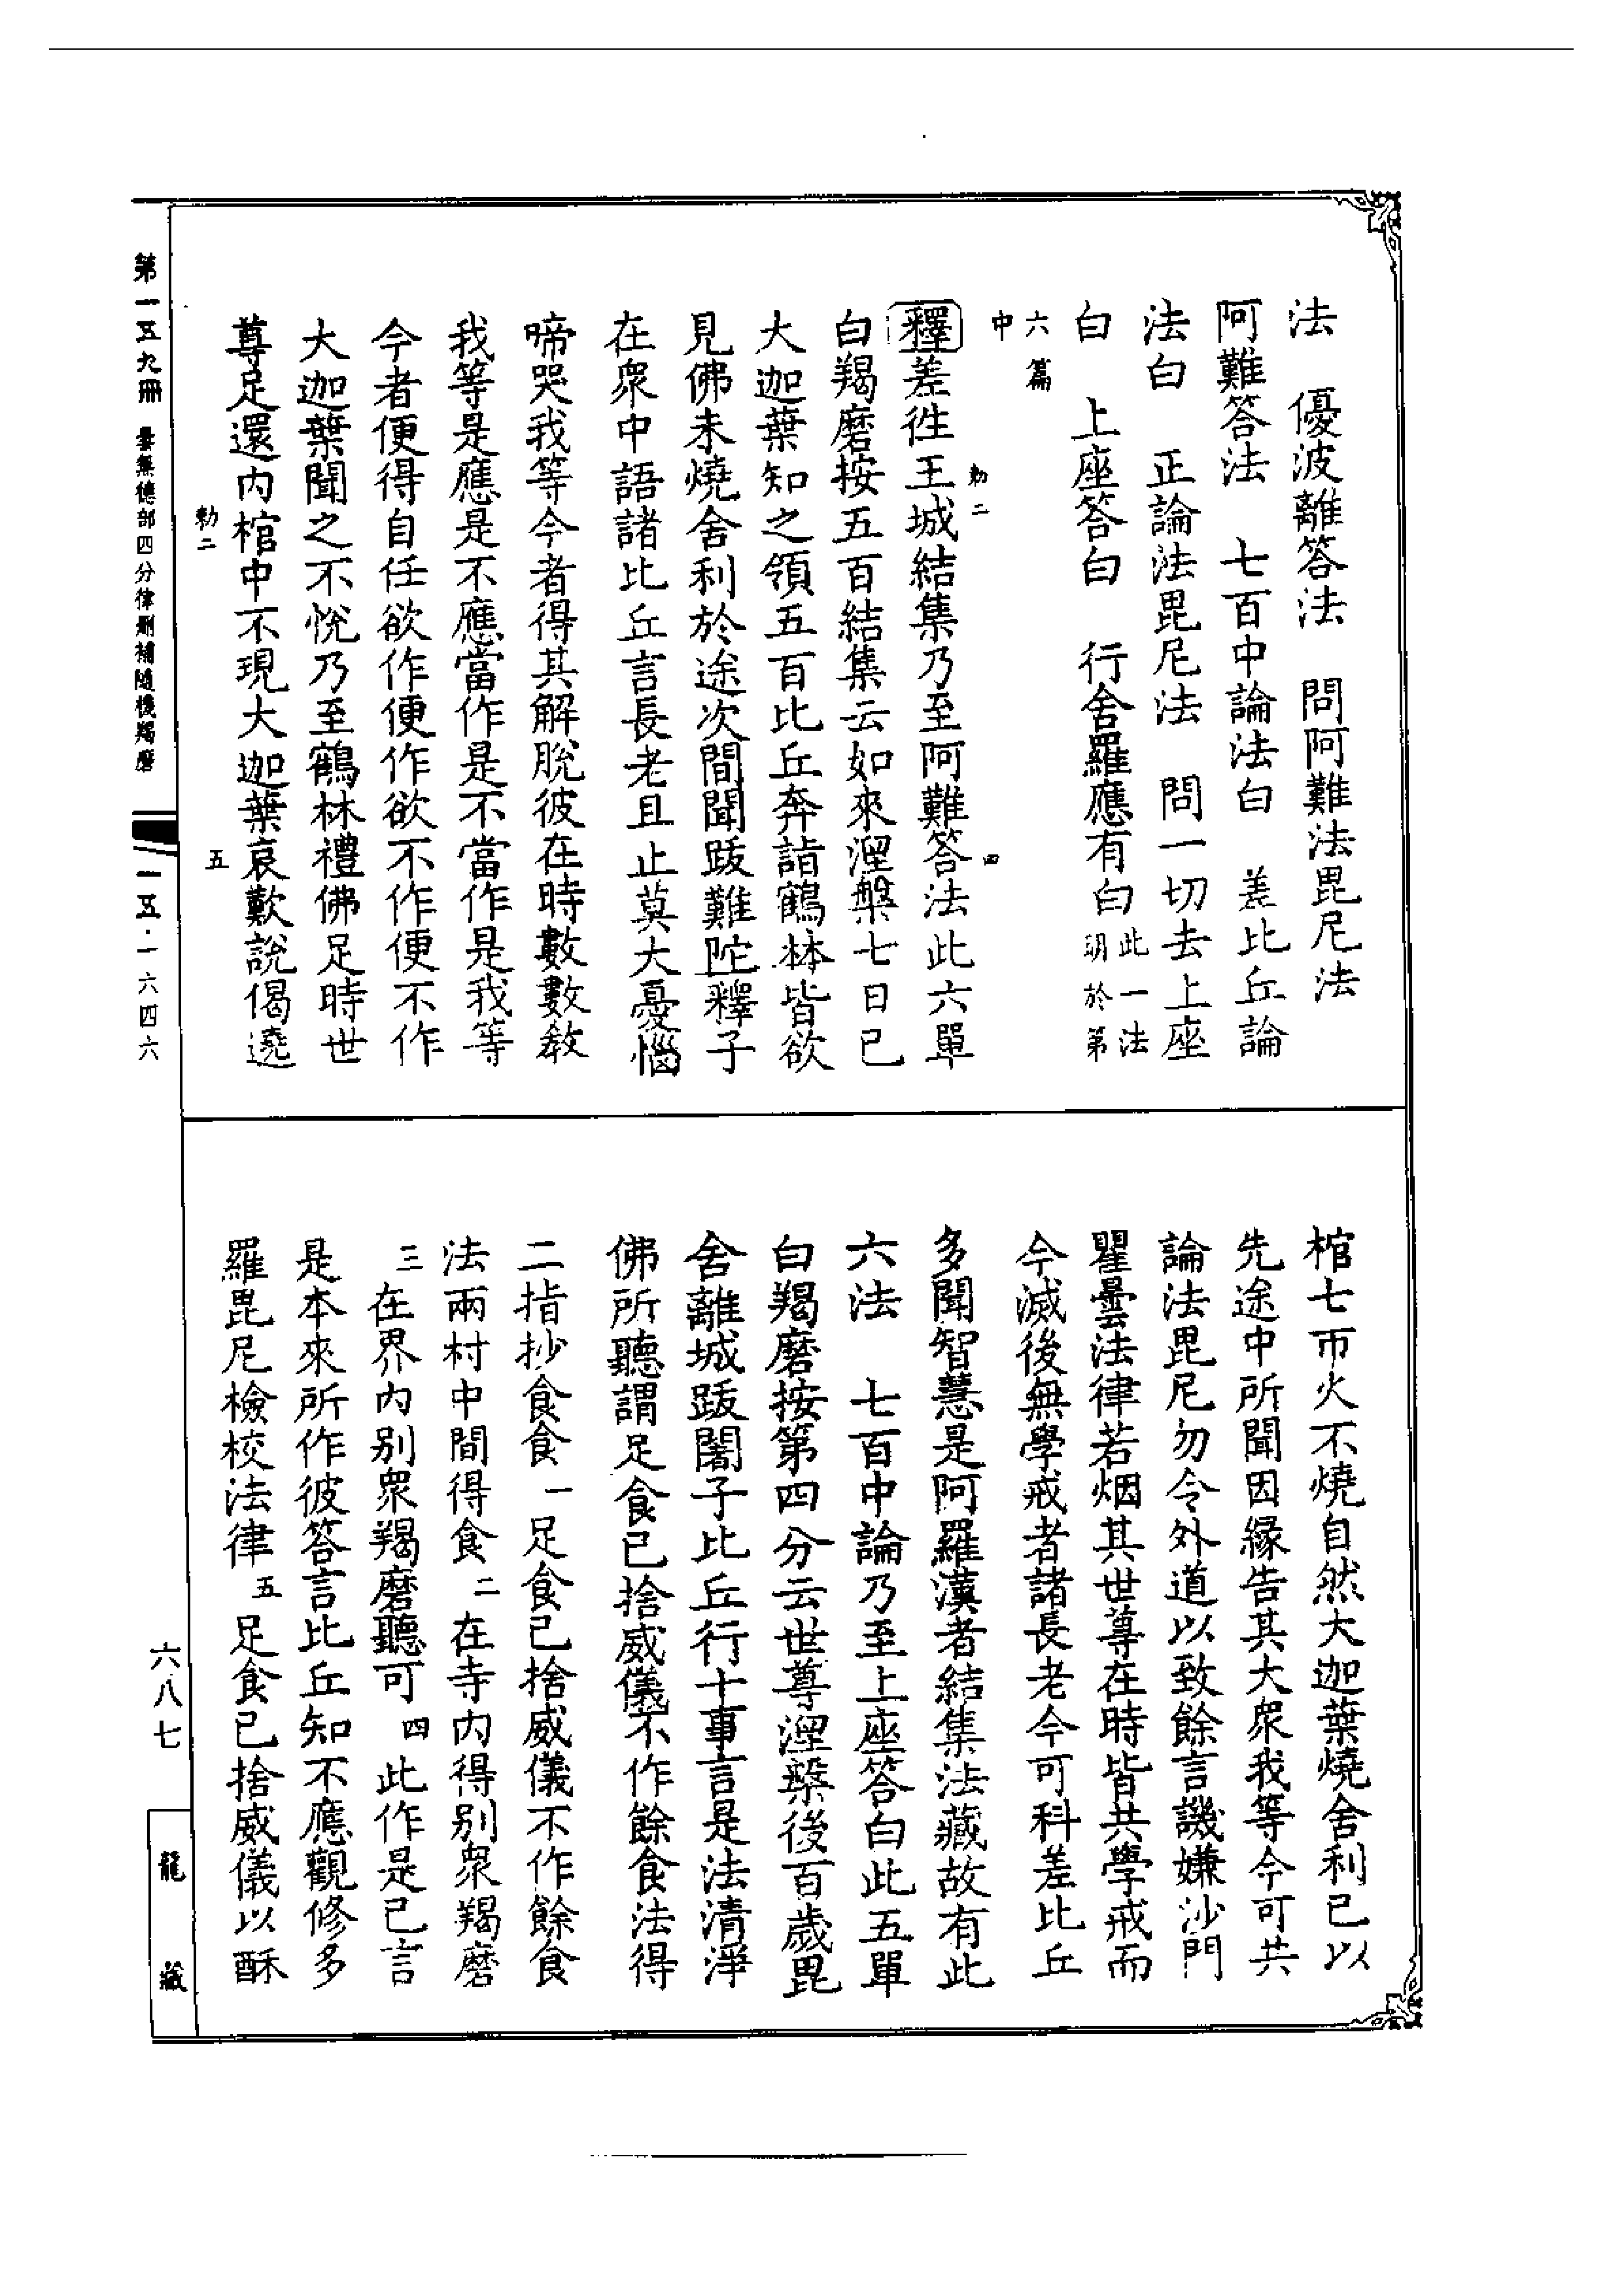 法　優波離答法　問阿難法毘尼法
阿難答法　七百中論法白　差比丘論
法白　正論法毘尼法　問一切去上座
白　上座答白　行舍羅應有白此一法明於第
六篇中
勅二　四
釋差徃王城結集乃至阿難答法此六單
白羯磨按五百結集云如來涅槃七日已
大迦葉知之領五百比丘奔詣鶴林皆欲
見佛未燒舍利於途次間聞跋難陀釋子
在眾中語諸比丘言長老且止莫大憂惱
啼哭我等今者得其解脫彼在時數數教
我等是應是不應當作是不當作是我等
今者便得自任欲作便作欲不作便不作
大迦葉聞之不悅乃至鶴林禮佛足時世
尊足還内棺中不現大迦葉哀歎說偈遶
勅二　五
棺七帀火不燒自然大迦葉燒舍利已以
先途中所聞因緣告其大眾我等今可共
論法毘尼勿令外道以致餘言譏嫌沙門
瞿曇法律若烟其世尊在時皆共學戒而
今滅後無學戒者諸長老今可科差比丘
多聞智慧是阿羅漢者結集法藏故有此
六法　七百中論乃至上座答白此五單
白羯磨按第四分云世尊涅槃後百歲毘
舍離城跋闍子比丘行十事言是法清淨
佛所聽謂足食已捨威儀不作餘食法得
二指抄食食一足食已捨威儀不作餘食
法兩村中間得食二在寺内得別眾羯磨
三在界内別眾羯磨聽可四此作是已言
是本來所作彼答言比丘知不應觀修多
羅毘尼檢校法律五足食已捨威儀以酥
第一五九冊　曇無德部四分律刪補隨機羯磨
一五·一六四六
六八七
龍藏